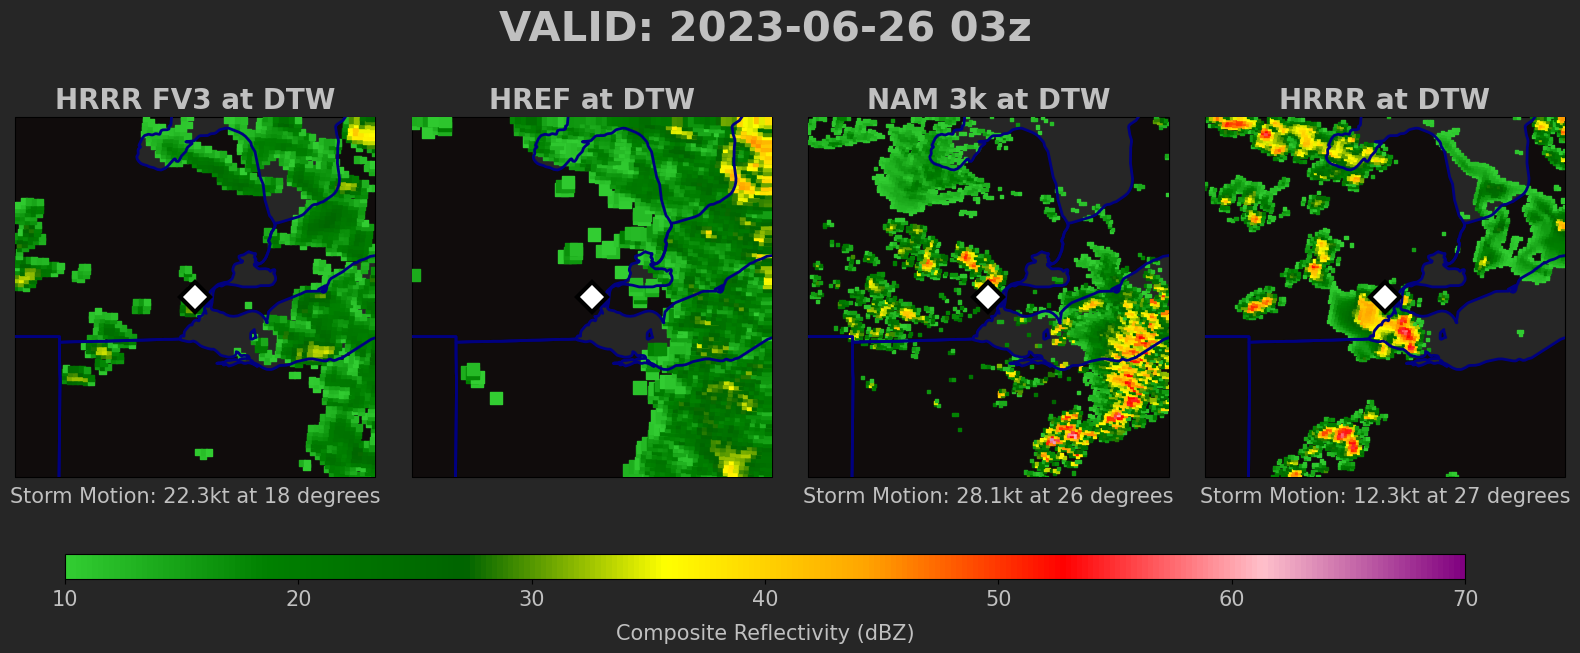 VALID: 2023-06-26 03z
HRRR FV3 at DTW
HREF at DTW
NAM 3k at DTW
HRRR at DTW
Storm Motion: 22.3kt at 18 degrees
Storm Motion: 28.1kt at 26 degrees
Storm Motion: 12.3kt at 27 degrees
10 20 30 40 50 60 70
Composite Reflectivity (dBZ)